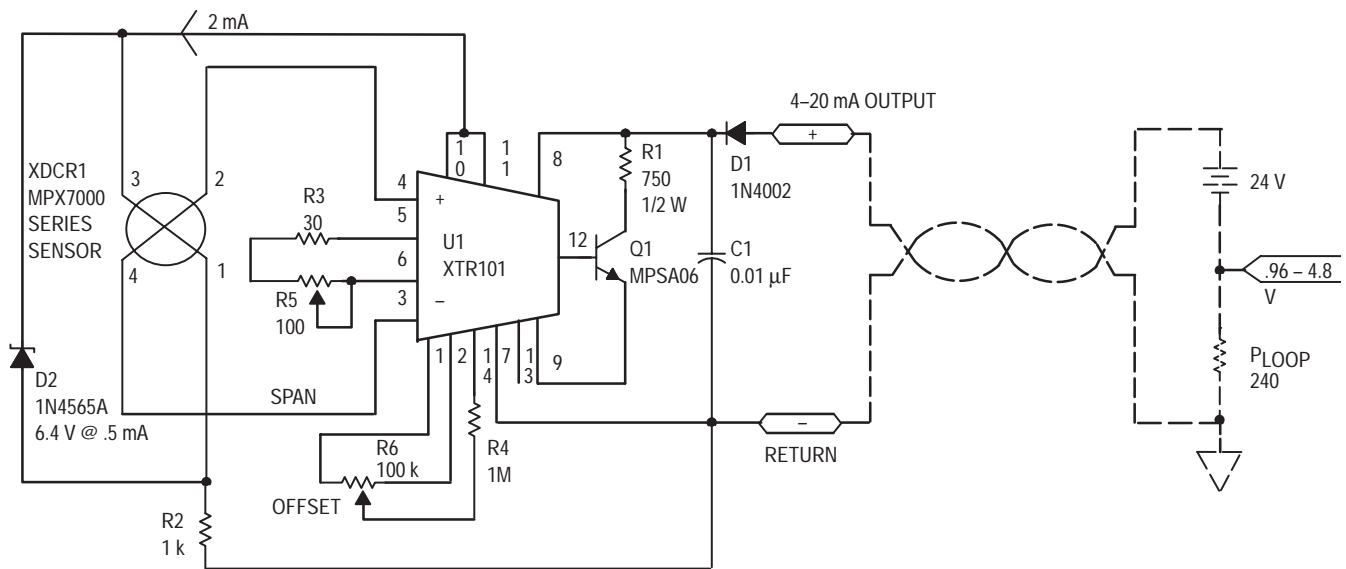 2 mA
4–20 mA OUTPUT
+
D1
1N4002
R1
750
1/2 W
24 V
XDCR1
MPX7000
SERIES
SENSOR
3
2
4
1
R3
30
R5
100
4
5
6
3
+
–
U1
XTR101
1
0
1
1
8
12
Q1
MPSA06
C1
0.01 µF
.96 – 4.8
V
PLOOP
240
D2
1N4565A
6.4 V @ .5 mA
SPAN
1
2
1
4
7
1
3
9
R6
100 k
OFFSET
R4
1M
–
RETURN
R2
1 k